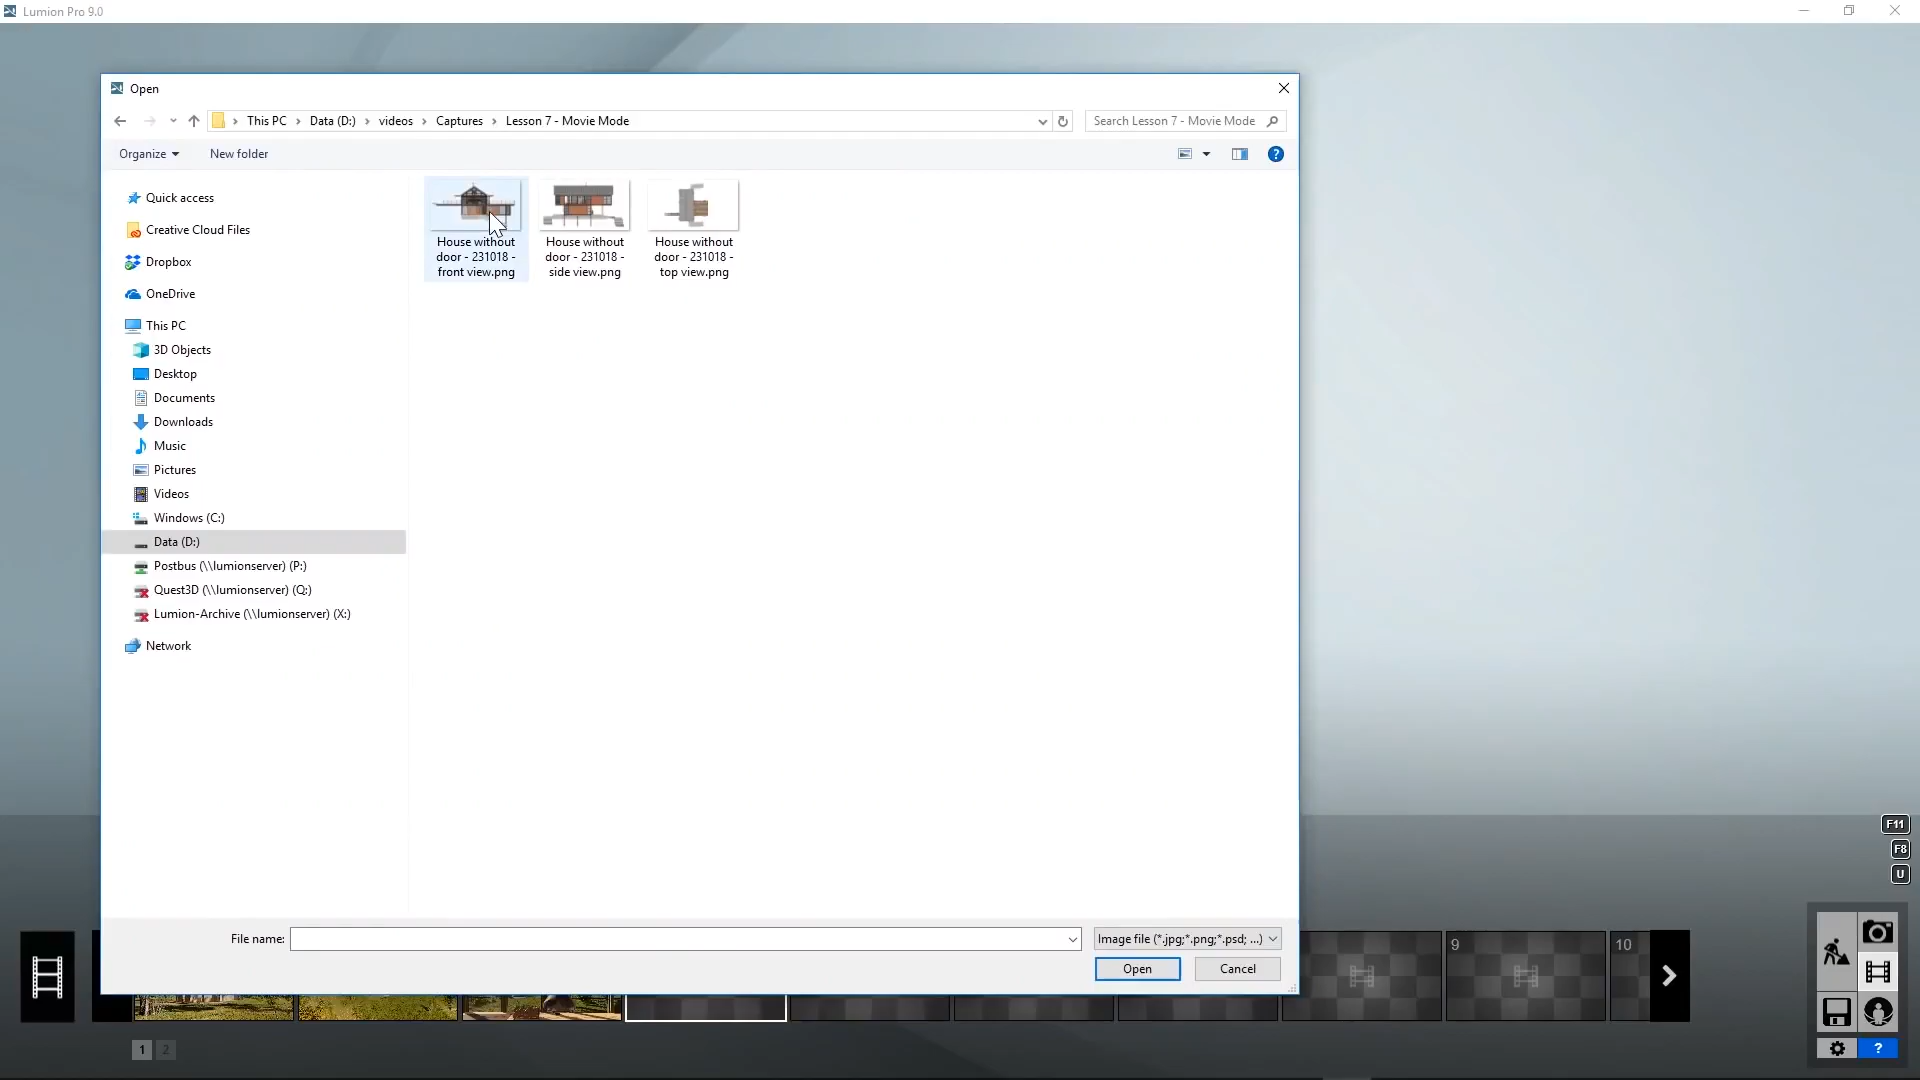 Lumion Pro 9.0
Open
This PC > Data (D:) > videos > Captures > Lesson 7 - Movie Mode
Search Lesson 7 - Movie Mode
Organize
New folder
?
Quick access
Creative Cloud Files
Dropbox
OneDrive
This PC
3D Objects
Desktop
Documents
Downloads
Music
Pictures
Videos
Windows (C:)
Data (D:)
Postbus (\\lumionserver) (P:)
Quest3D (\\lumionserver) (Q:)
Lumion-Archive (\\lumionserver) (X:)
Network
House without
door - 231018 -
front view.png
House without
door - 231018 -
side view.png
House without
door - 231018 -
top view.png
File name:
Image file (*.jpg;*.png;*.psd; ...)
Open
Cancel
F11
F8
U
9
10
1
2
?